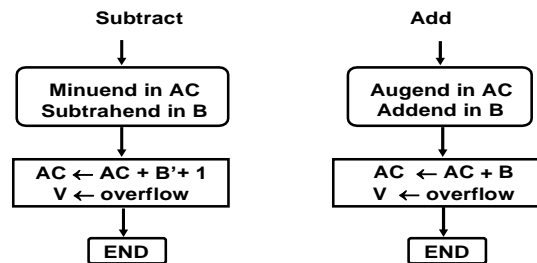 Subtract
Minuend in AC
Subtrahend in B
AC ← AC + B’+ 1
V ← overflow
END
Add
Augend in AC
Addend in B
AC ← AC + B
V ← overflow
END